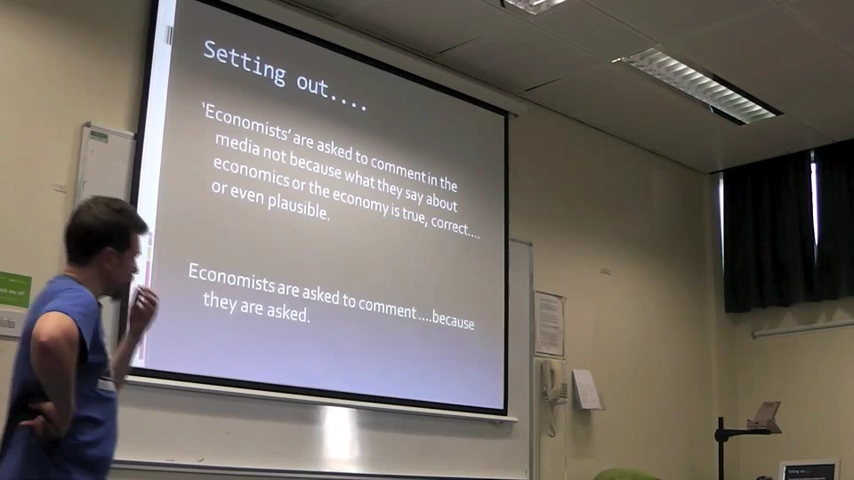 Setting out....
‘Economists’ are asked to comment in the
media not because what they say about
economics or the economy is true, correct....
or even plausible.
Economists are asked to comment ....because
they are asked.